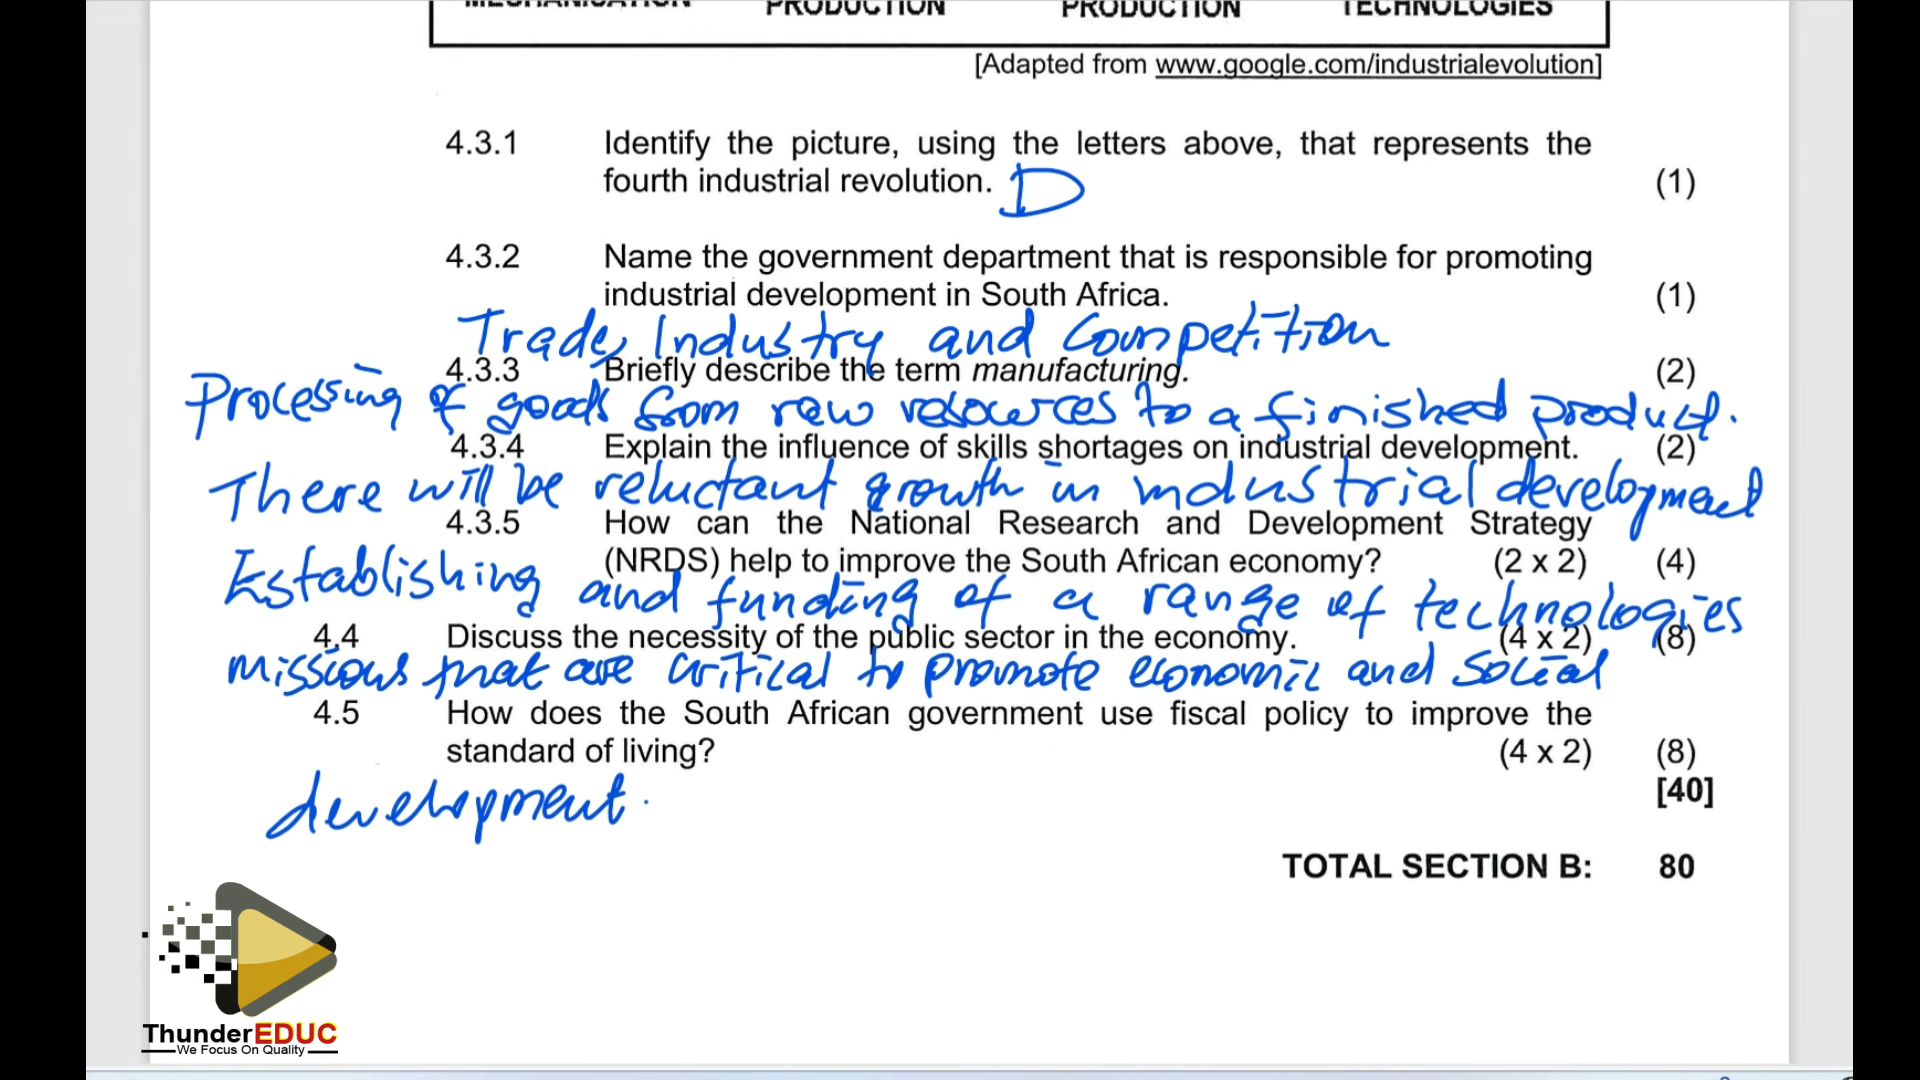 MECHANISATION PRODUCTION PRODUCTION TECHNOLOGIES
[Adapted from www.google.com/industrialevolution]
4.3.1 Identify the picture, using the letters above, that represents the
fourth industrial revolution. D (1)
4.3.2 Name the government department that is responsible for promoting
industrial development in South Africa. (1)
Trade, Industry and Competition
4.3.3 Briefly describe the term manufacturing. (2)
Processing of goods from raw resources to a finished product.
4.3.4 Explain the influence of skills shortages on industrial development. (2)
There will be reluctant growth in industrial development
4.3.5 How can the National Research and Development Strategy
(NRDS) help to improve the South African economy? (2 x 2) (4)
Establishing and funding of a range of technologies
4.4 Discuss the necessity of the public sector in the economy. (4 x 2) (8)
missions that are critical to promote economic and social
4.5 How does the South African government use fiscal policy to improve the
standard of living? (4 x 2) (8)
development.
[40]
TOTAL SECTION B: 80
ThunderEDUC
We Focus On Quality